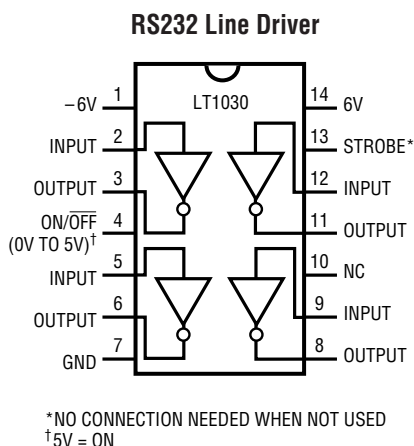 RS232 Line Driver
LT1030
–6V 1
INPUT 2
OUTPUT 3
ON/OFF 4
(0V TO 5V)†
INPUT 5
OUTPUT 6
GND 7
14 6V
13 STROBE*
12 INPUT
11 OUTPUT
10 NC
9 INPUT
8 OUTPUT
*NO CONNECTION NEEDED WHEN NOT USED
†5V = ON